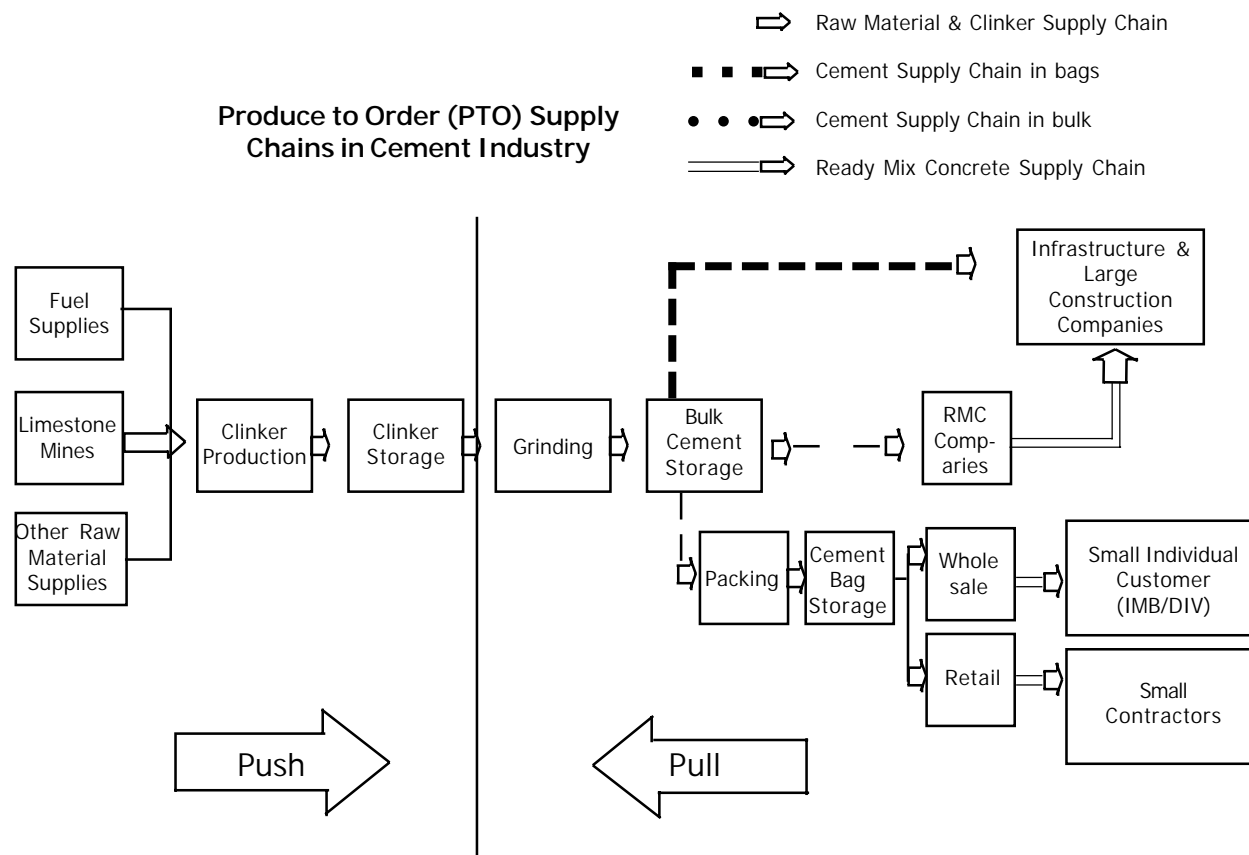 Raw Material & Clinker Supply Chain
Cement Supply Chain in bags
Cement Supply Chain in bulk
Ready Mix Concrete Supply Chain
Produce to Order (PTO) Supply
Chains in Cement Industry
Fuel
Supplies
Limestone
Mines
Other Raw
Material
Supplies
Clinker
Production
Clinker
Storage
Grinding
Bulk
Cement
Storage
Infrastructure &
Large
Construction
Companies
RMC
Comp-
aries
Packing
Cement
Bag
Storage
Whole
sale
Small Individual
Customer
(IMB/DIV)
Retail
Small
Contractors
Push
Pull